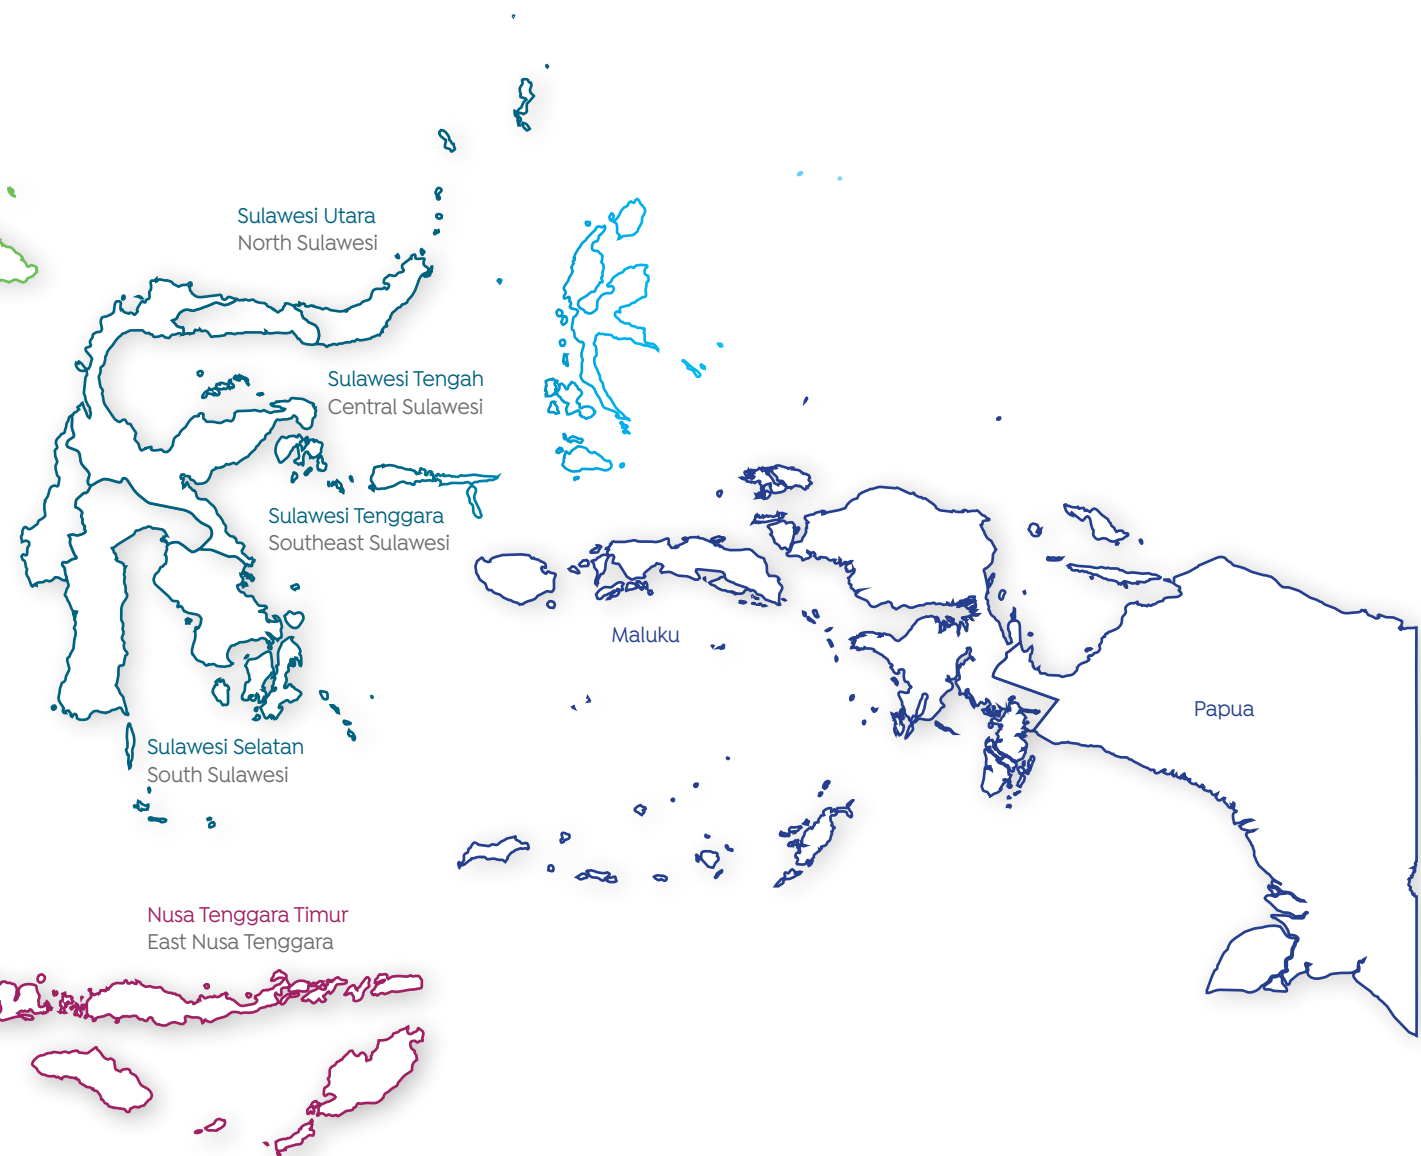 Sulawesi Utara
North Sulawesi
Sulawesi Tengah
Central Sulawesi
Sulawesi Tenggara
Southeast Sulawesi
Maluku
Papua
Sulawesi Selatan
South Sulawesi
Nusa Tenggara Timur
East Nusa Tenggara